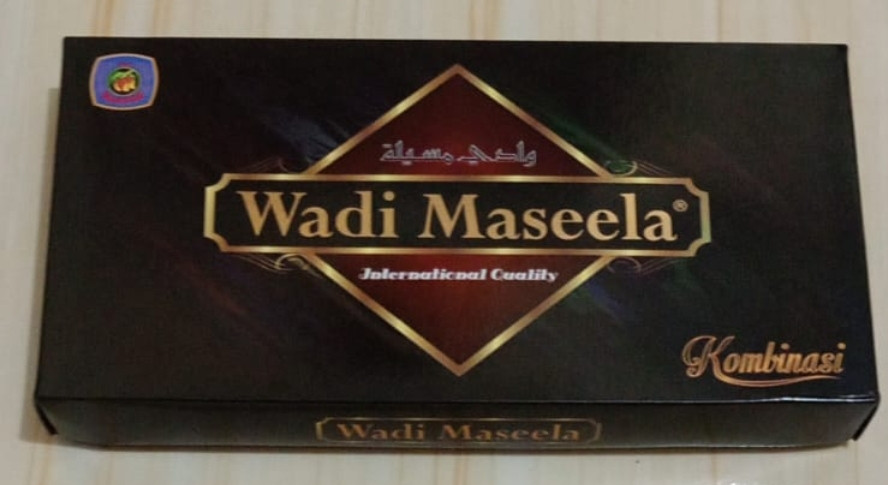 وادي مسيلة
Wadi Maseela®
International Quality
Kombinasi
Wadi Maseela